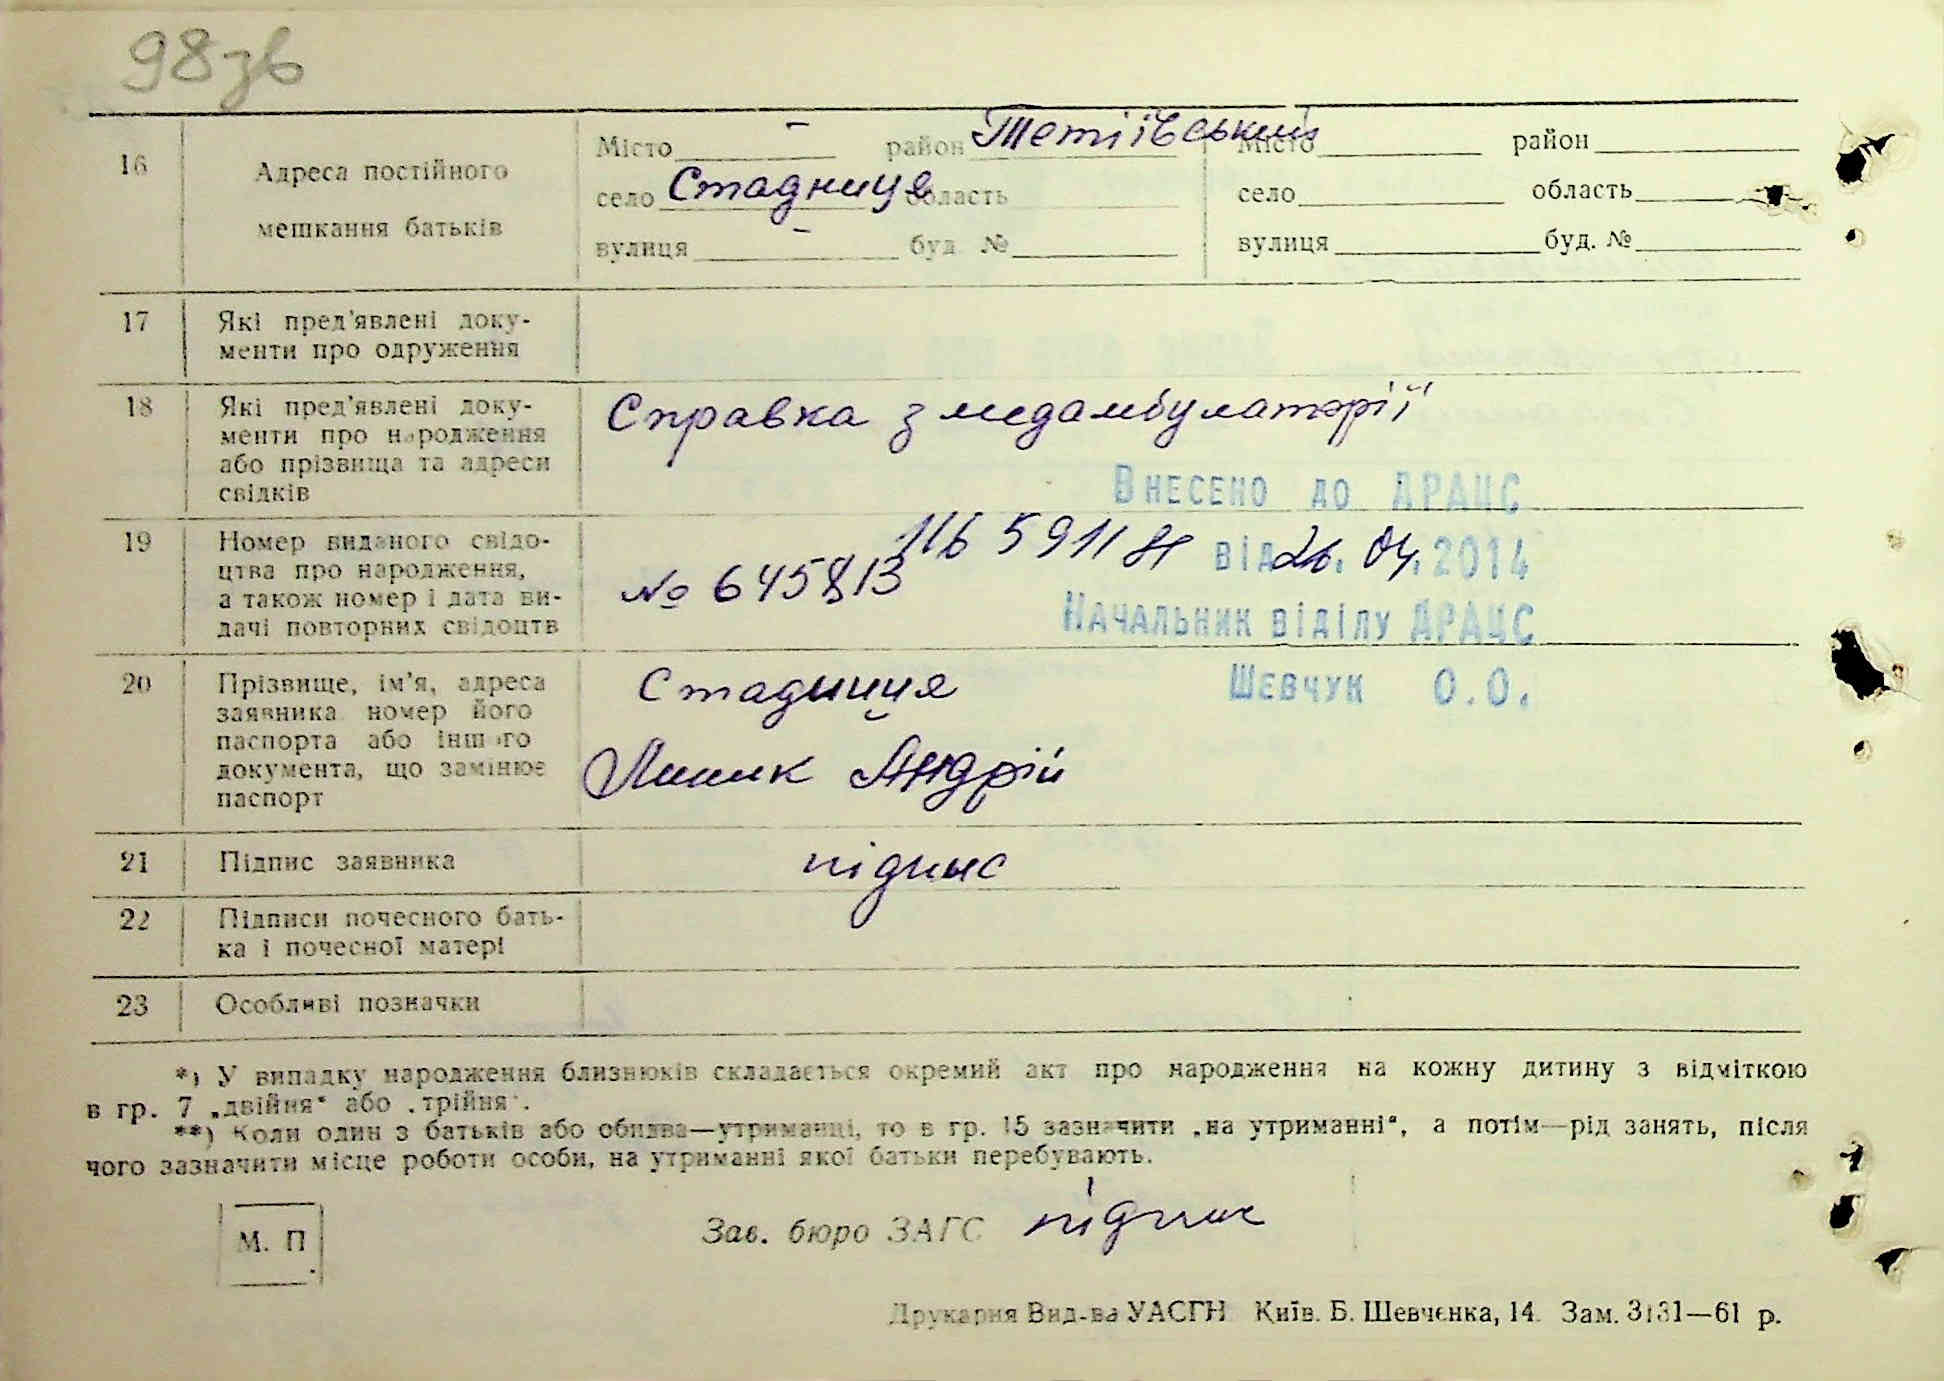 98зв
16
Адреса постійного
мешкання батьків
Місто - район Тетіївський
село Стадниця область
вулиця - буд. №
Місто район
село область
вулиця буд. №
17
Які пред'явлені доку-
менти про одруження
18
Які пред'явлені доку-
менти про народження
або прізвища та адреси
свідків
Справка з медамбулаторії
Внесено до ДРАЦС
19
Номер виданого свідо-
цтва про народження,
а також номер і дата ви-
дачі повторних свідоцтв
№ 645813
від 26. 04. 2014
Начальник відділу ДРАЦС
Шевчук О.О.
20
Прізвище, ім'я, адреса
заявника номер його
паспорта або іншого
документа, що замінює
паспорт
Стадниця
Линник Андрій
21
Підпис заявника
підпис
22
Підписи почесного бать-
ка і почесної матері
23
Особливі позначки
*) У випадку народження близнюків складається окремий акт про народження на кожну дитину з відміткою
в гр. 7 „двійня“ або „трійня“.
**) Коли один з батьків або обидва—утриманці, то в гр. 15 зазначити „на утриманні“, а потім—рід занять, після
чого зазначити місце роботи особи, на утриманні якої батьки перебувають.
М. П.
Зав. бюро ЗАГС підпис
Друкарня Вид-ва УАСГН Київ. Б. Шевченка, 14. Зам. 3131—61 р.